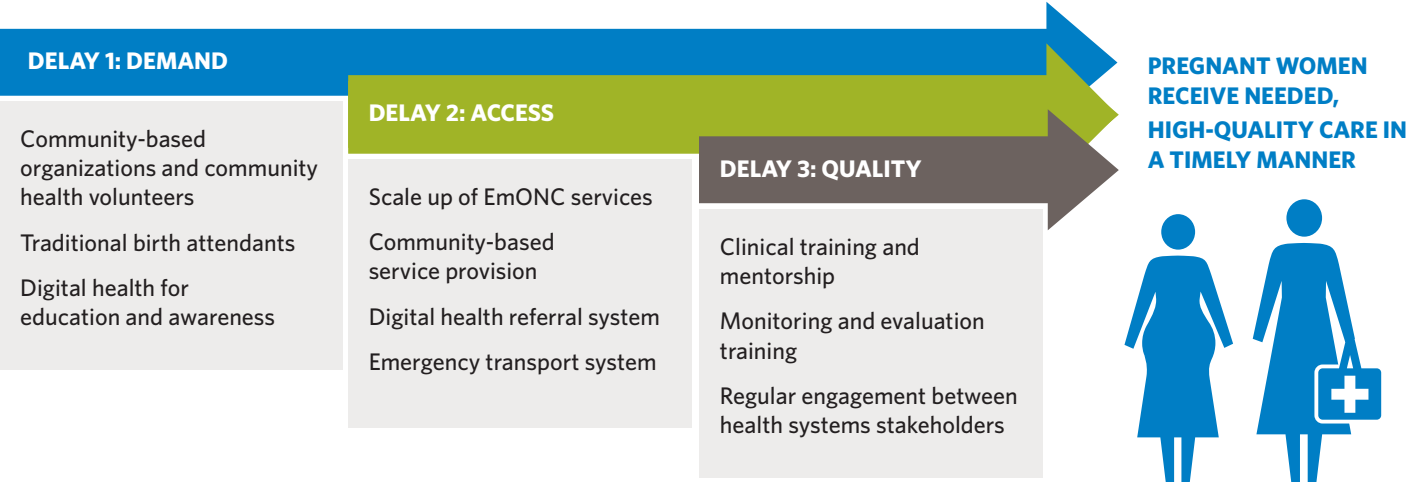 DELAY 1: DEMAND
Community-based
organizations and community
health volunteers
Traditional birth attendants
Digital health for
education and awareness
DELAY 2: ACCESS
Scale up of EmONC services
Community-based
service provision
Digital health referral system
Emergency transport system
DELAY 3: QUALITY
Clinical training and
mentorship
Monitoring and evaluation
training
Regular engagement between
health systems stakeholders
PREGNANT WOMEN
RECEIVE NEEDED,
HIGH-QUALITY CARE IN
A TIMELY MANNER